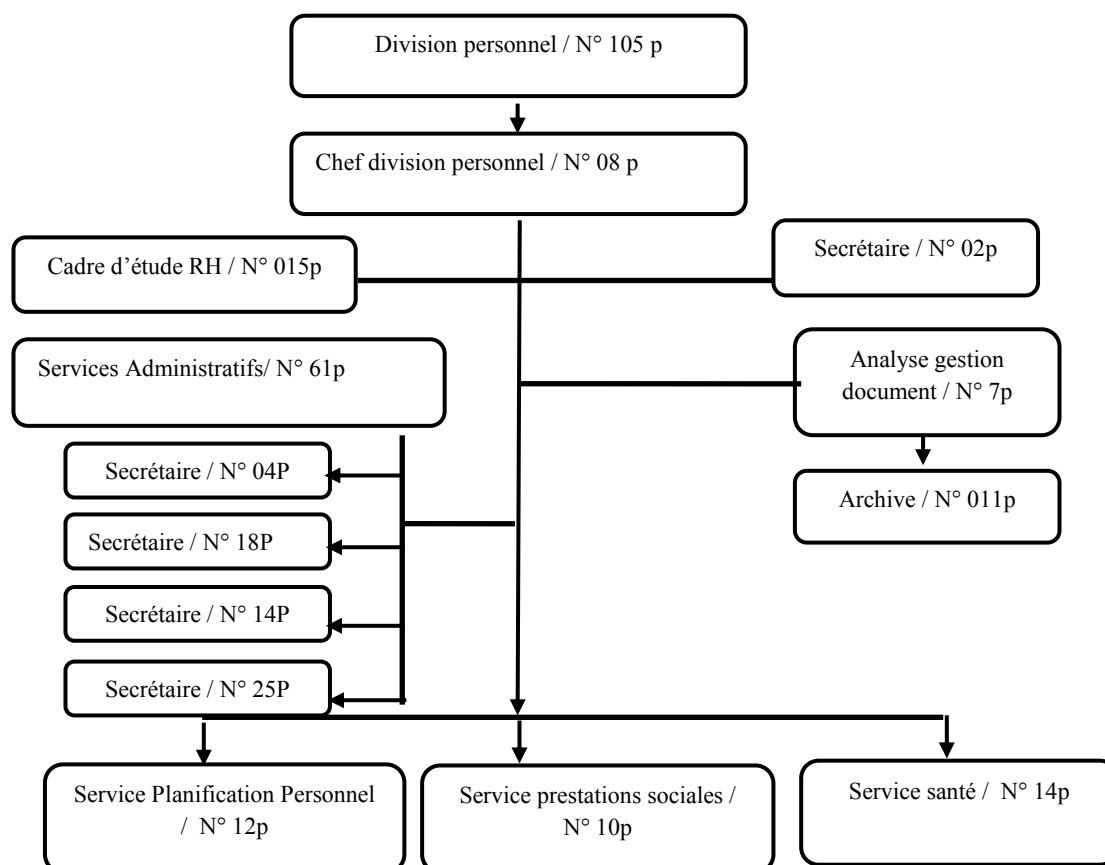 Division personnel / N° 105 p
Chef division personnel / N° 08 p
Cadre d'étude RH / N° 015p
Secrétaire / N° 02p
Services Administratifs/ N° 61p
Analyse gestion
document / N° 7p
Secrétaire / N° 04P
Archive / N° 011p
Secrétaire / N° 18P
Secrétaire / N° 14P
Secrétaire / N° 25P
Service Planification Personnel
/ N° 12p
Service prestations sociales /
N° 10p
Service santé / N° 14p